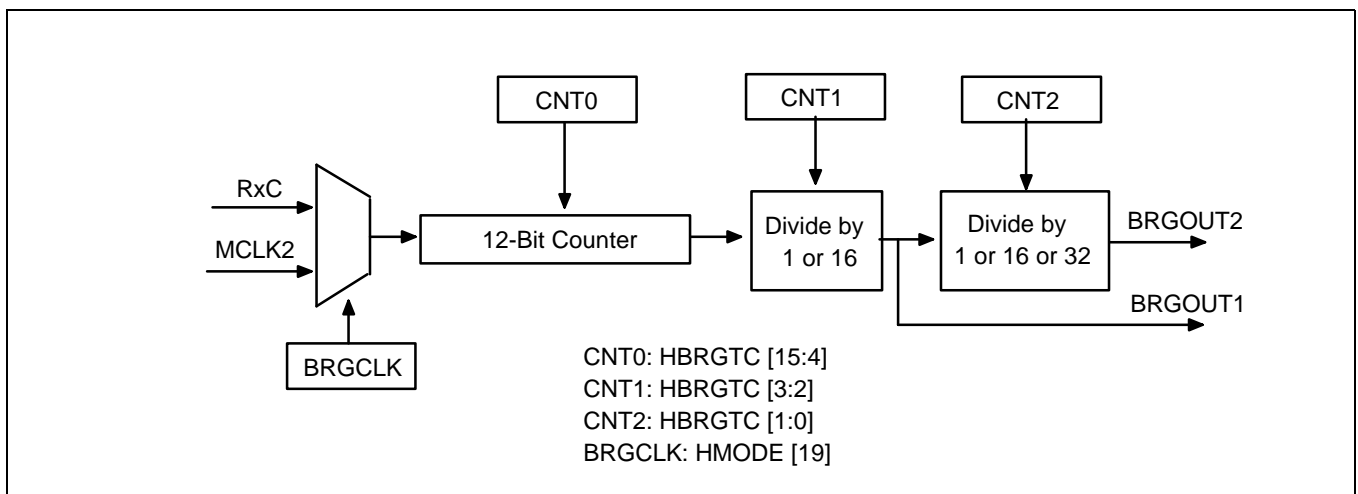 CNT0
CNT1
CNT2
RxC
MCLK2
12-Bit Counter
Divide by
1 or 16
Divide by
1 or 16 or 32
BRGOUT2
BRGOUT1
BRGCLK
CNT0: HBRGTC [15:4]
CNT1: HBRGTC [3:2]
CNT2: HBRGTC [1:0]
BRGCLK: HMODE [19]